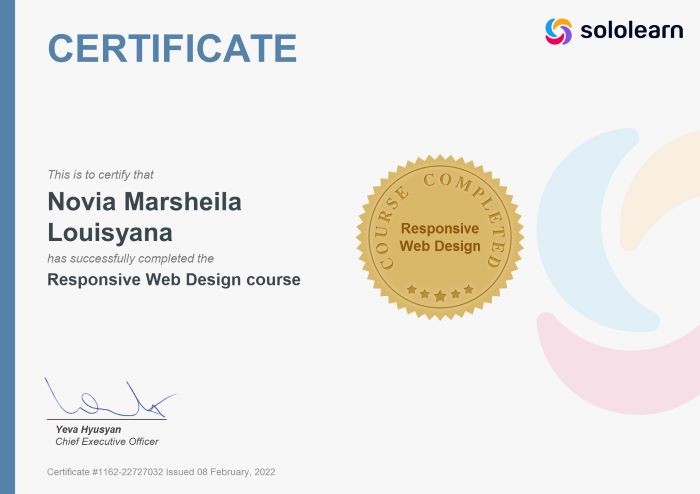 CERTIFICATE
sololearn
This is to certify that
Novia Marsheila
Louisyana
has successfully completed the
Responsive Web Design course
COURSE COMPLETED
Responsive
Web Design
Yeva Hyusyan
Chief Executive Officer
Certificate #1162-22727032 Issued 08 February, 2022